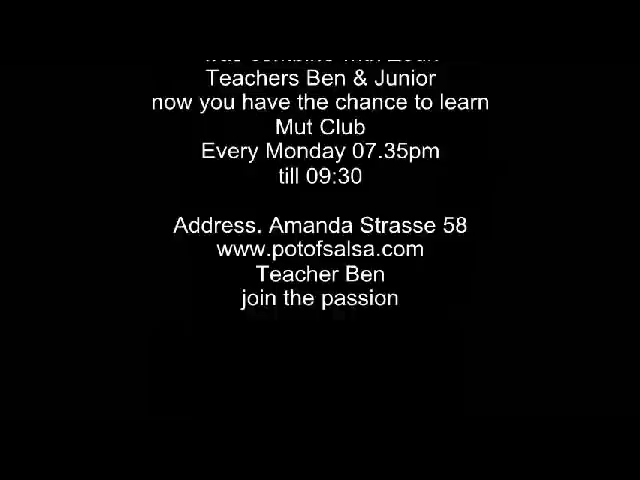 Teachers Ben & Junior
now you have the chance to learn
Mut Club
Every Monday 07.35pm
till 09:30
Address. Amanda Strasse 58
www.potofsalsa.com
Teacher Ben
join the passion